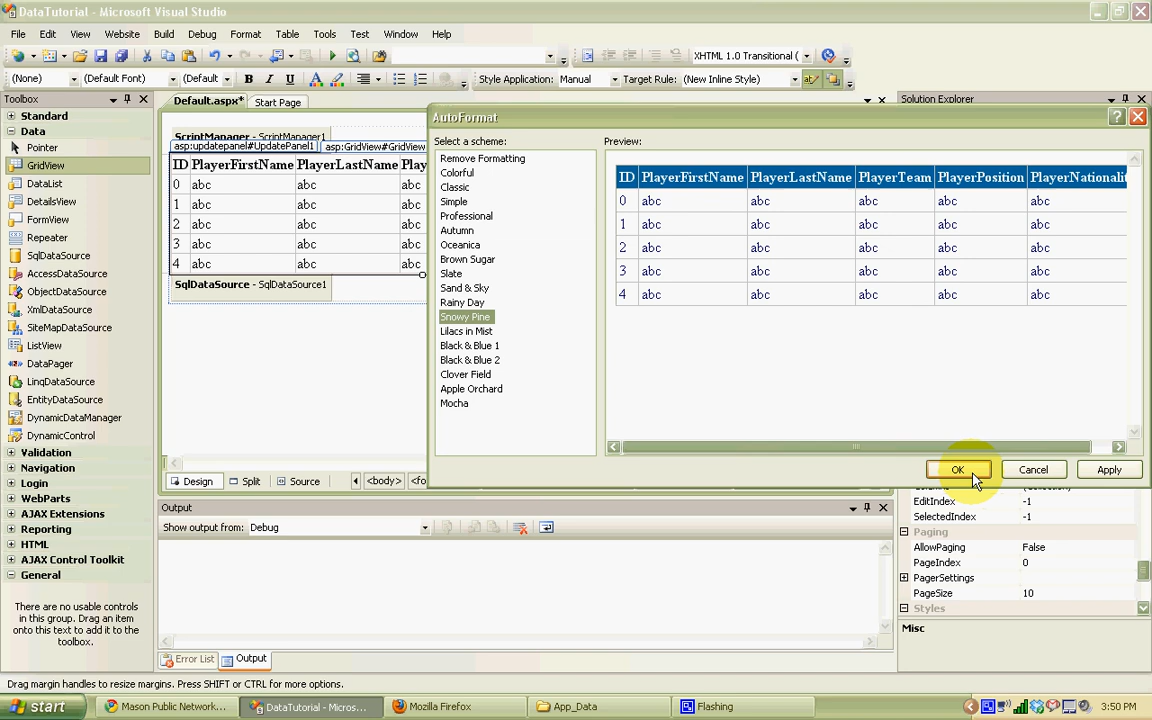 DataTutorial - Microsoft Visual Studio
File Edit View Website Build Debug Format Table Tools Test Window Help
XHTML 1.0 Transitional (
(None) (Default Font) (Default B I U A Style Application: Manual Target Rule: (New Inline Style)
Toolbox
Standard
Data
Pointer
GridView
DataList
DetailsView
FormView
Repeater
SqlDataSource
AccessDataSource
ObjectDataSource
XmlDataSource
SiteMapDataSource
ListView
DataPager
LinqDataSource
EntityDataSource
DynamicDataManager
DynamicControl
Validation
Navigation
Login
WebParts
AJAX Extensions
Reporting
HTML
AJAX Control Toolkit
General
There are no usable controls
in this group. Drag an item
onto this text to add it to the
toolbox.
Default.aspx* Start Page
ScriptManager - ScriptManager1
asp:updatepanel#UpdatePanel1 asp:GridView#GridView
ID PlayerFirstName PlayerLastName Play
0 abc abc abc
1 abc abc abc
2 abc abc abc
3 abc abc abc
4 abc abc abc
SqlDataSource - SqlDataSource1
Design Split Source <body> <fo
Solution Explorer
AutoFormat
Select a scheme:
Remove Formatting
Colorful
Classic
Simple
Professional
Autumn
Oceanica
Brown Sugar
Slate
Sand & Sky
Rainy Day
Snowy Pine
Lilacs in Mist
Black & Blue 1
Black & Blue 2
Clover Field
Apple Orchard
Mocha
Preview:
ID PlayerFirstName PlayerLastName PlayerTeam PlayerPosition PlayerNationalit
0 abc abc abc abc abc
1 abc abc abc abc abc
2 abc abc abc abc abc
3 abc abc abc abc abc
4 abc abc abc abc abc
OK Cancel Apply
EditIndex -1
SelectedIndex -1
Paging
AllowPaging False
PageIndex 0
PagerSettings
PageSize 10
Styles
Misc
Output
Show output from: Debug
Error List Output
Drag margin handles to resize margins. Press SHIFT or CTRL for more options.
start Mason Public Network... DataTutorial - Micros... Mozilla Firefox App_Data Flashing 3:50 PM